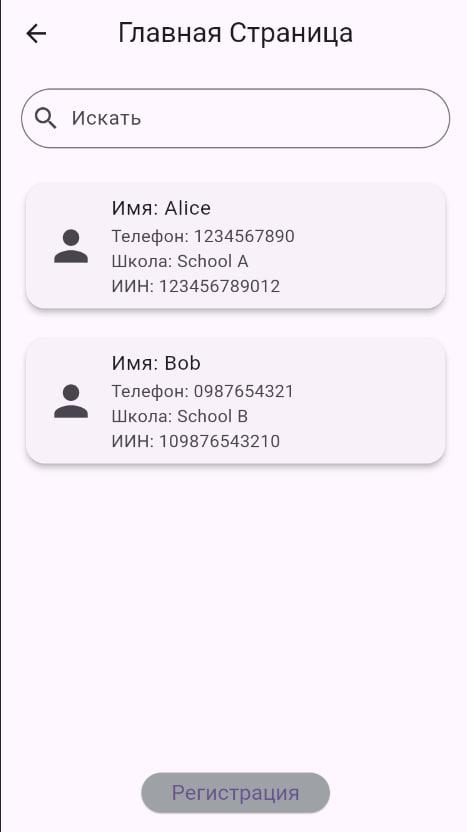 Главная Страница
Искать
Имя: Alice
Телефон: 1234567890
Школа: School A
ИИН: 123456789012
Имя: Bob
Телефон: 0987654321
Школа: School B
ИИН: 109876543210
Регистрация